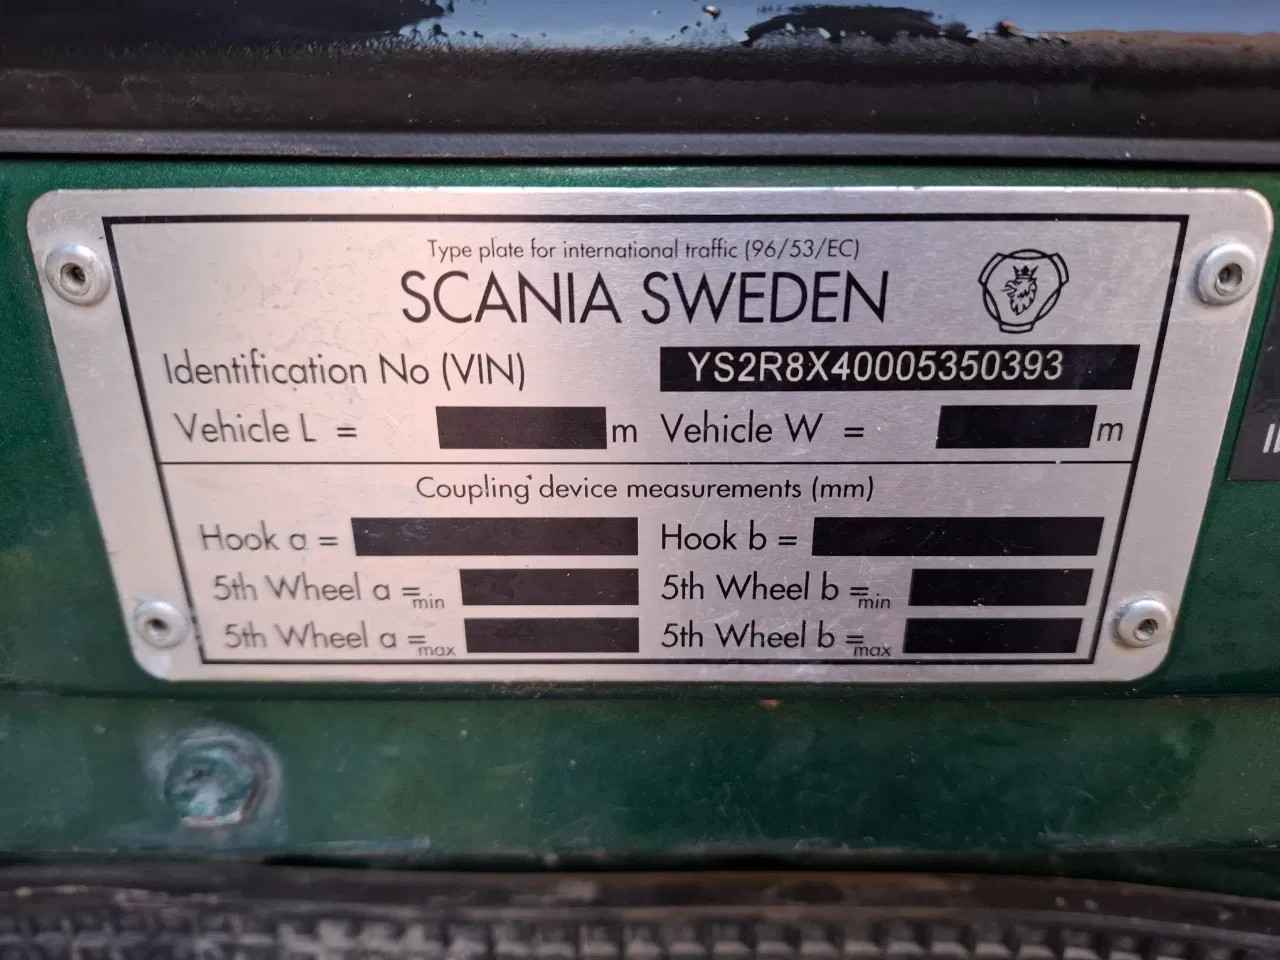 Type plate for international traffic (96/53/EC)
SCANIA SWEDEN
Identification No (VIN) YS2R8X40005350393
Vehicle L = m Vehicle W = m
Coupling device measurements (mm)
Hook a = Hook b =
5th Wheel a =min 5th Wheel b =min
5th Wheel a =max 5th Wheel b =max